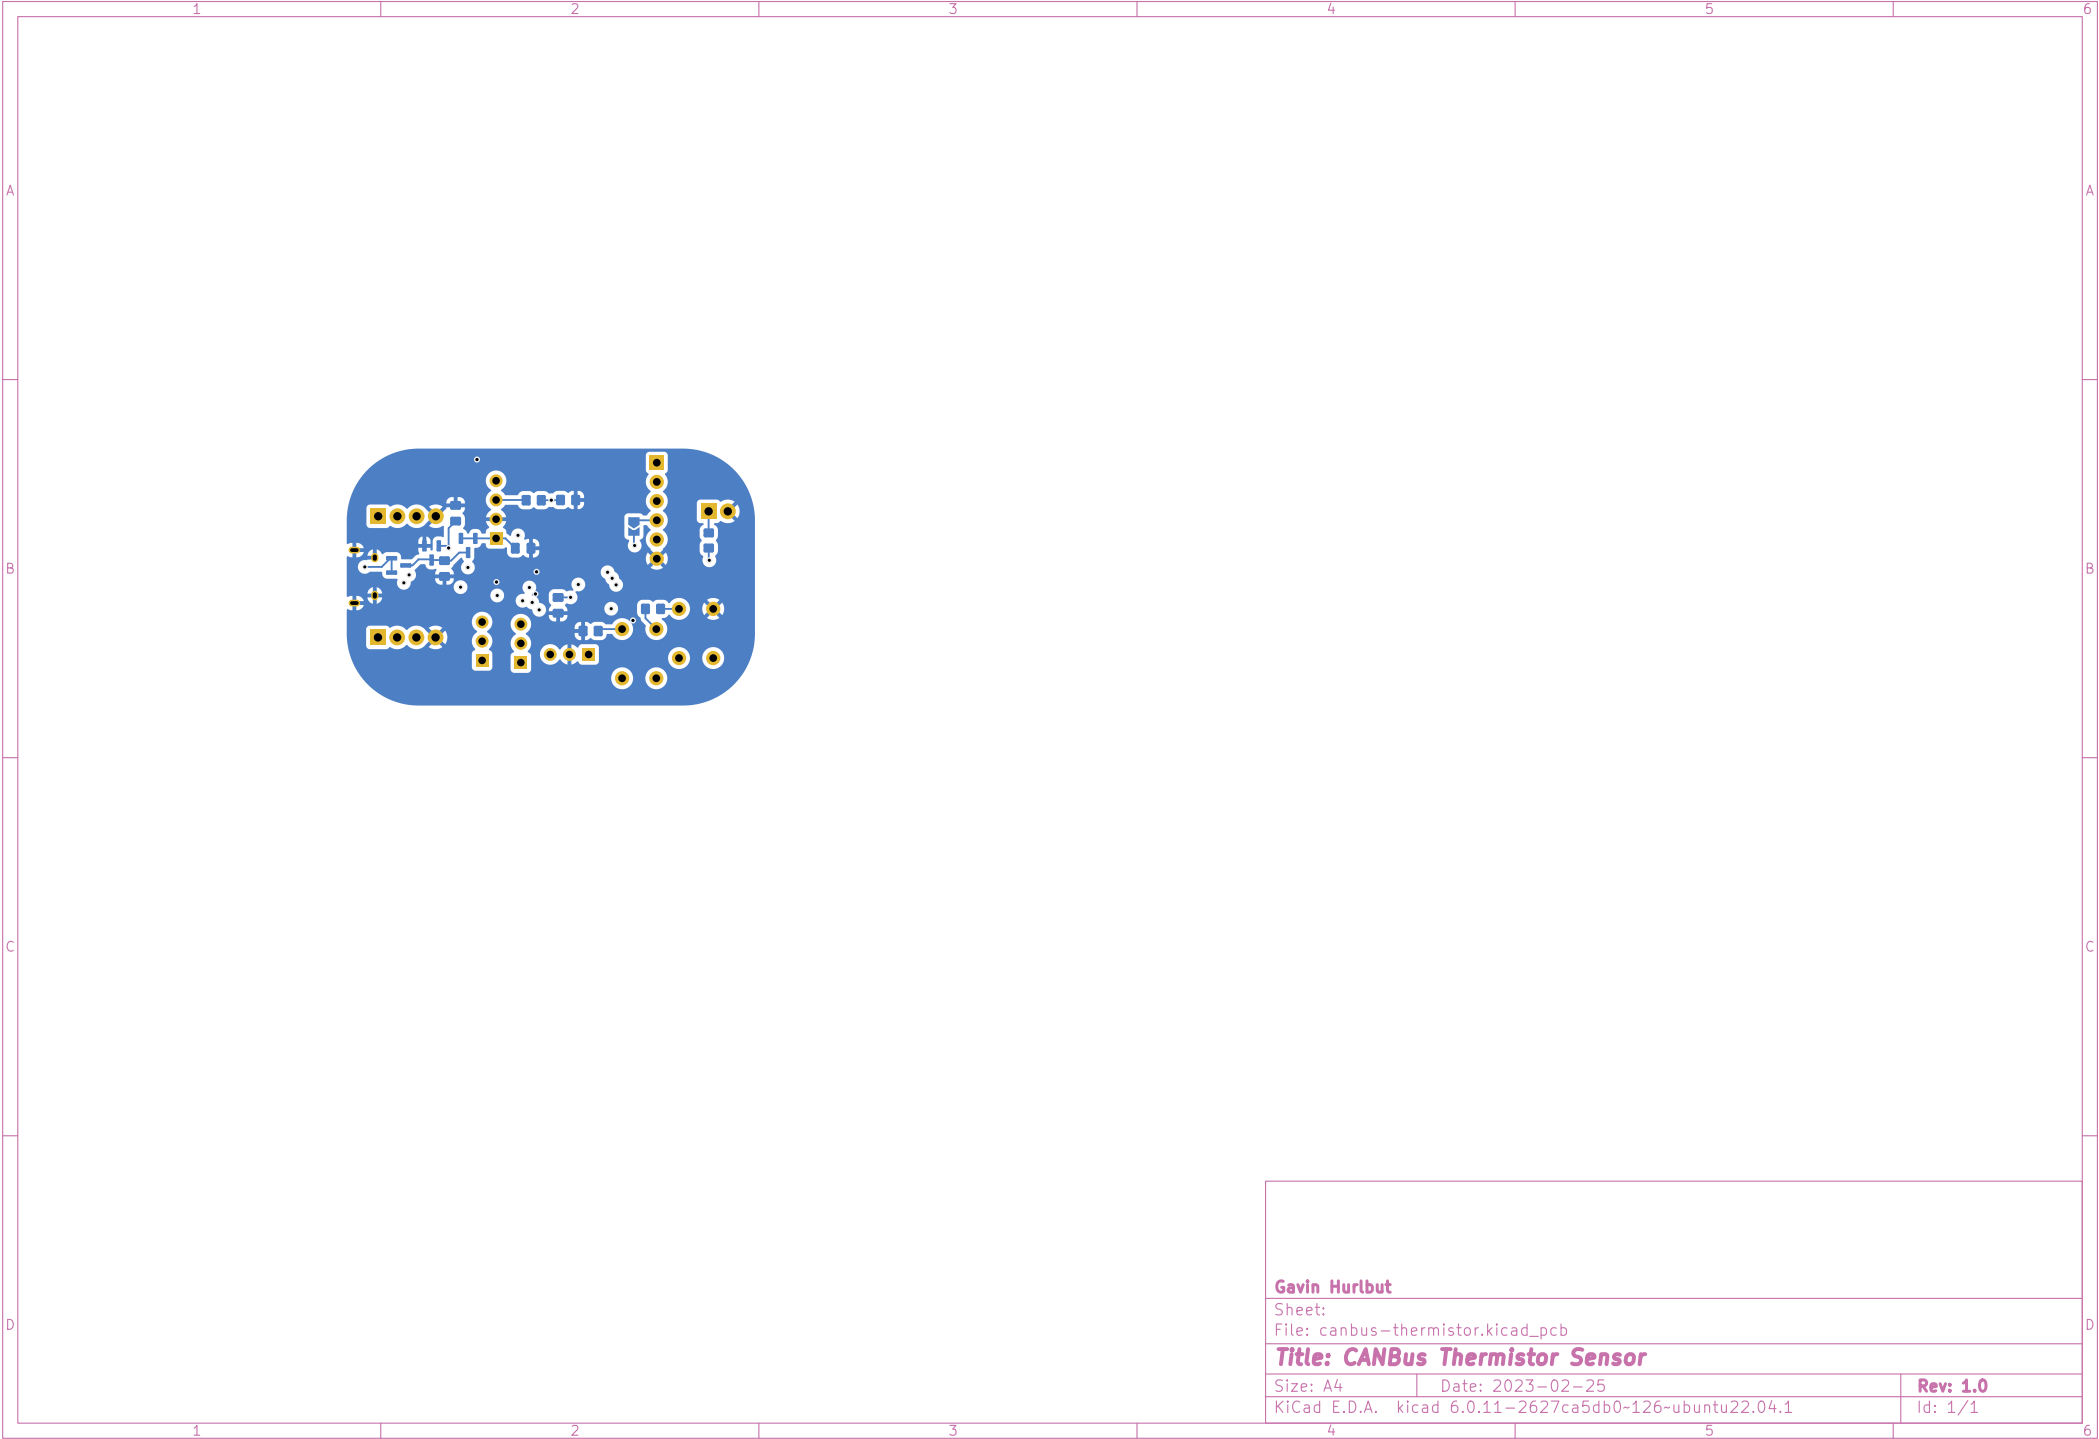 1 2 3 4 5 6
A A
B B
C C
Gavin Hurlbut
Sheet:
File: canbus-thermistor.kicad_pcb
D D
Title: CANBus Thermistor Sensor
Size: A4 Date: 2023-02-25 Rev: 1.0
KiCad E.D.A. kicad 6.0.11-2627ca5db0~126~ubuntu22.04.1 Id: 1/1
1 2 3 4 5 6